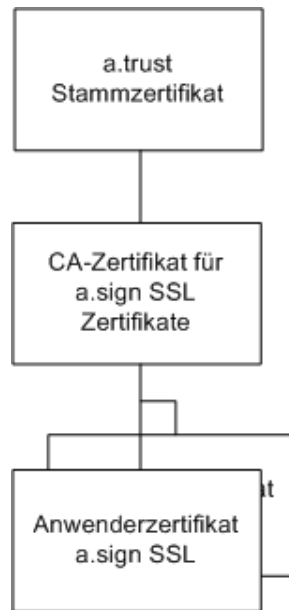 a.trust
Stammzertifikat
CA-Zertifikat für
a.sign SSL
Zertifikate
Anwenderzertifikat
a.sign SSL